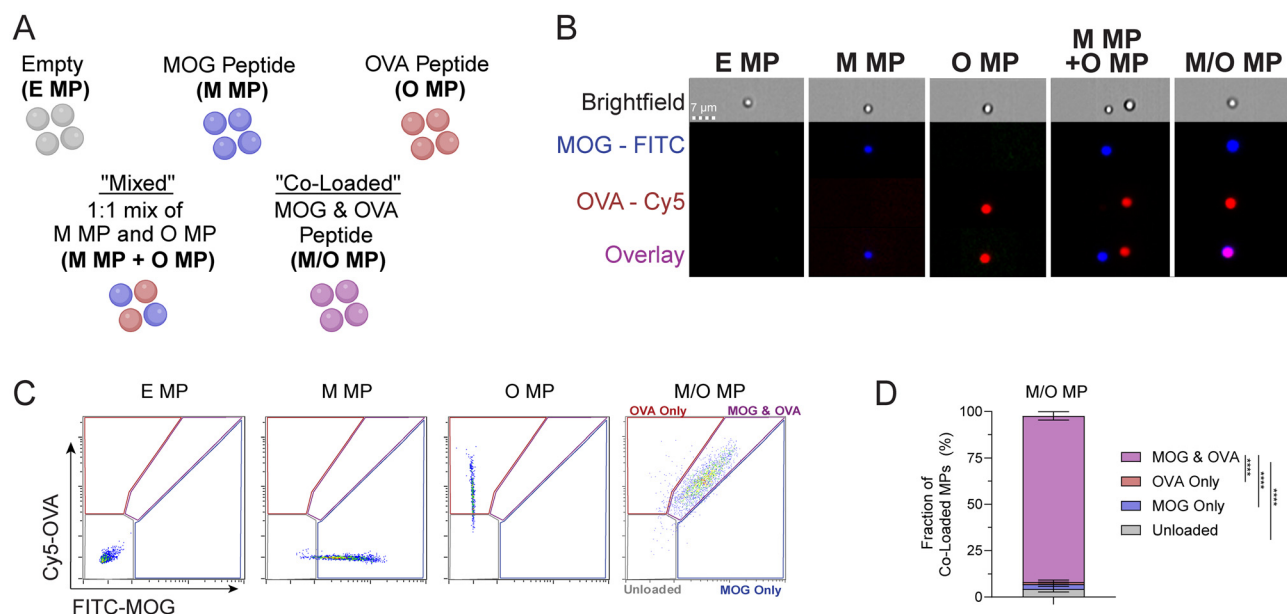 A
Empty
(E MP)
MOG Peptide
(M MP)
OVA Peptide
(O MP)
"Mixed"
1:1 mix of
M MP and O MP
(M MP + O MP)
"Co-Loaded"
MOG & OVA
Peptide
(M/O MP)
B
E MP
M MP
O MP
M MP
+O MP
M/O MP
Brightfield
7 µm
MOG - FITC
OVA - Cy5
Overlay
C
E MP
M MP
O MP
M/O MP
OVA Only
MOG & OVA
Unloaded
MOG Only
Cy5-OVA
FITC-MOG
D
M/O MP
Fraction of
Co-Loaded MPs (%)
100
75
50
25
0
MOG & OVA
OVA Only
MOG Only
Unloaded
****
****
****